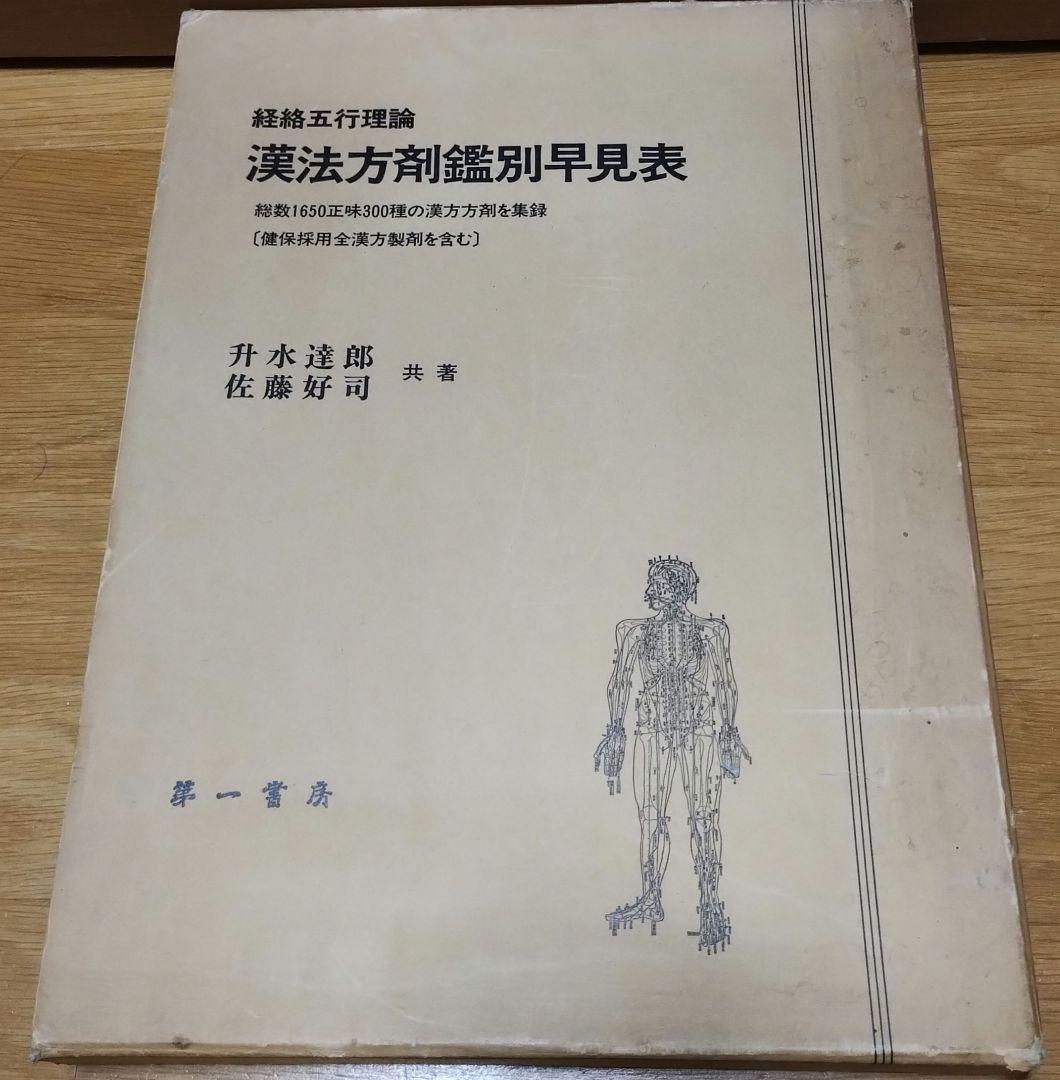 経絡五行理論
漢法方剤鑑別早見表
総数1650正味300種の漢方方剤を集録
〔健保採用全漢方製剤を含む〕
升水達郎
佐藤好司
共著
第一書房